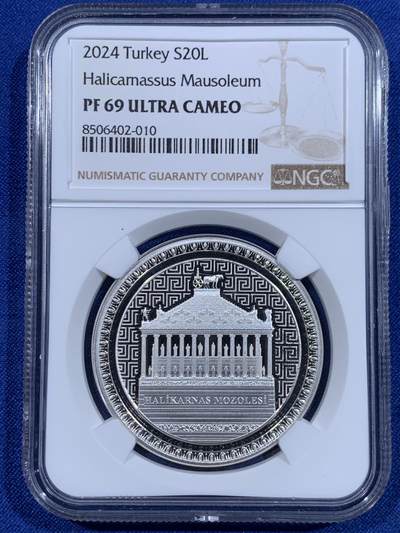 2024 Turkey S20L
Halicarnassus Mausoleum
PF 69 ULTRA CAMEO
8506402-010
NUMISMATIC GUARANTY COMPANY
NGC
HALİKARNAS MOZOLESİ